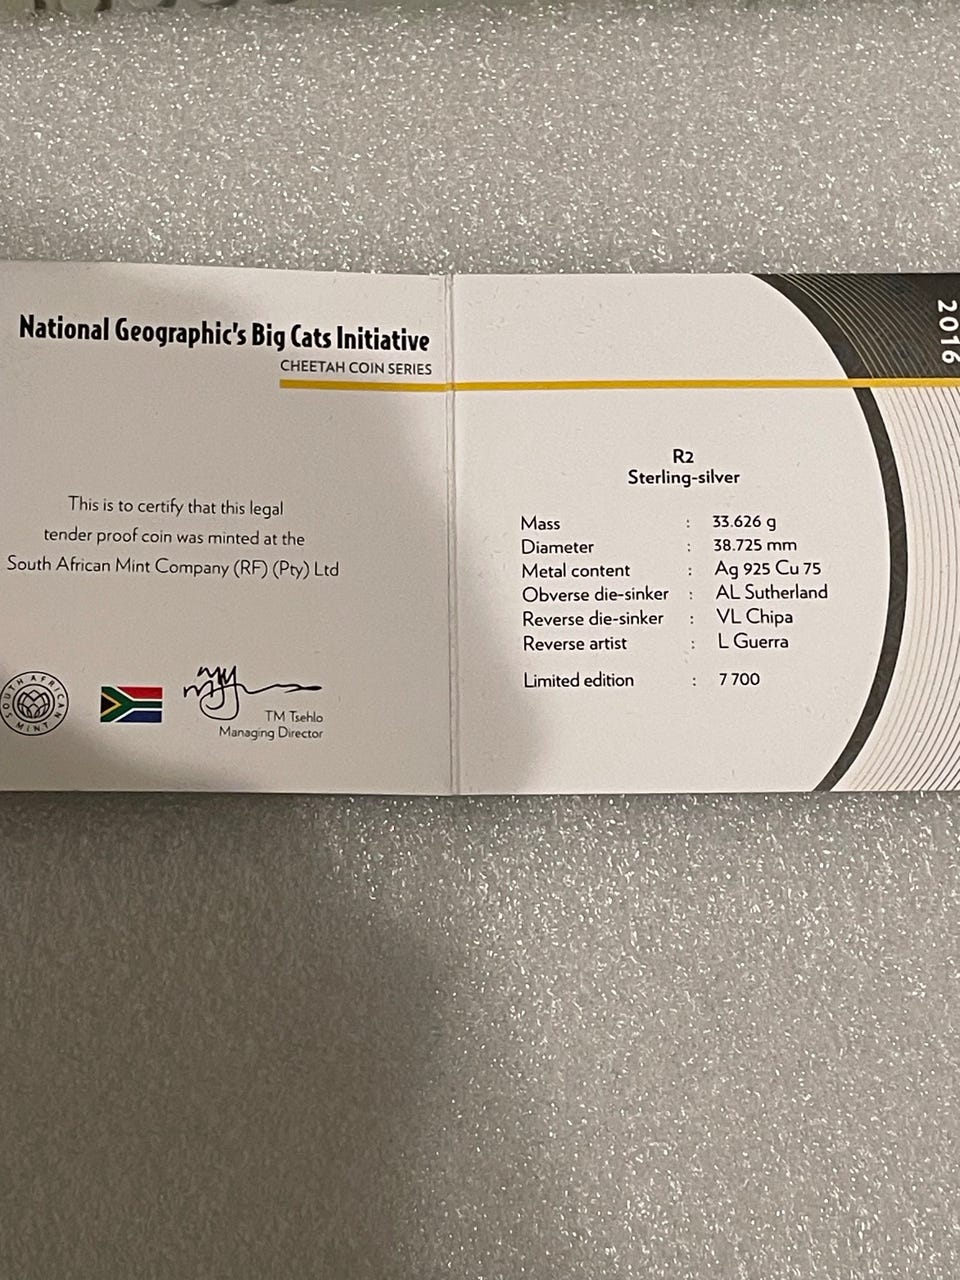 National Geographic's Big Cats Initiative
CHEETAH COIN SERIES
This is to certify that this legal
tender proof coin was minted at the
South African Mint Company (RF) (Pty) Ltd
SOUTH AFRICAN MINT
TM Tsehlo
Managing Director
2016
R2
Sterling-silver
Mass : 33.626 g
Diameter : 38.725 mm
Metal content : Ag 925 Cu 75
Obverse die-sinker : AL Sutherland
Reverse die-sinker : VL Chipa
Reverse artist : L Guerra
Limited edition : 7 700